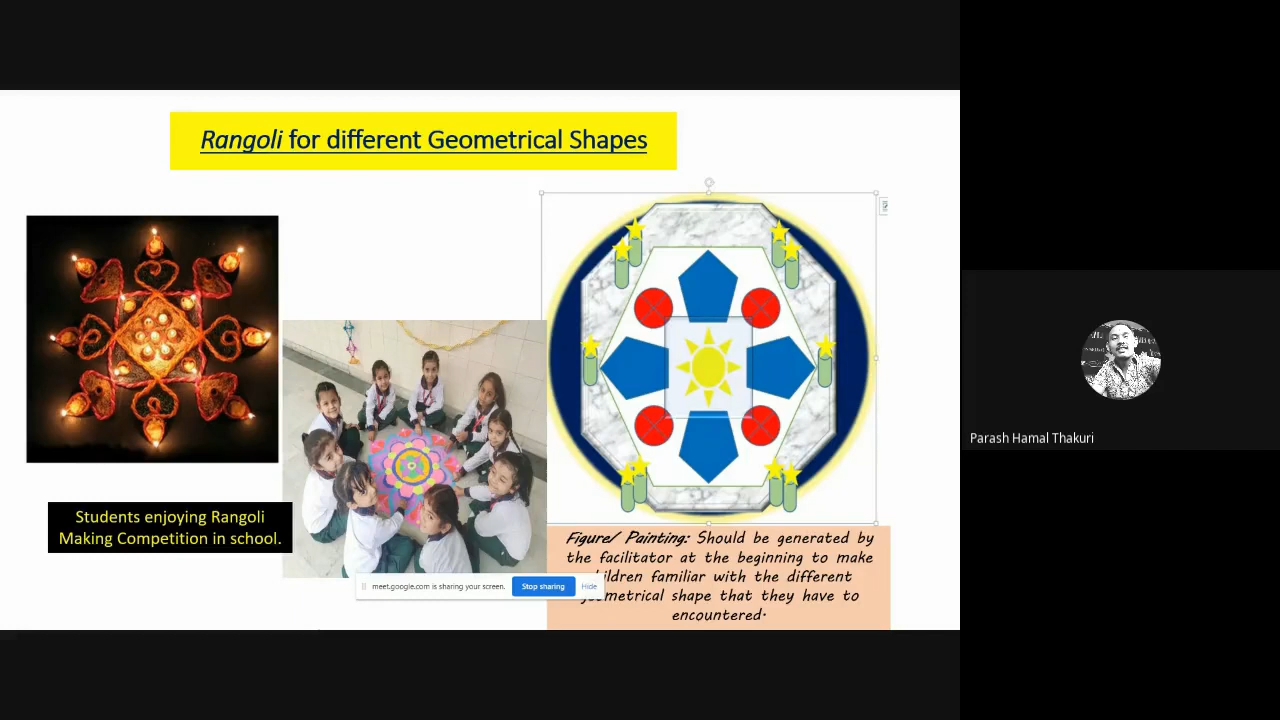 Rangoli for different Geometrical Shapes
Students enjoying Rangoli
Making Competition in school.
Figure/ Painting: Should be generated by
the facilitator at the beginning to make
familiar with the different
shape that they have to
encountered.
meet.google.com is sharing your screen.
Stop sharing
Hide
Parash Hamal Thakuri